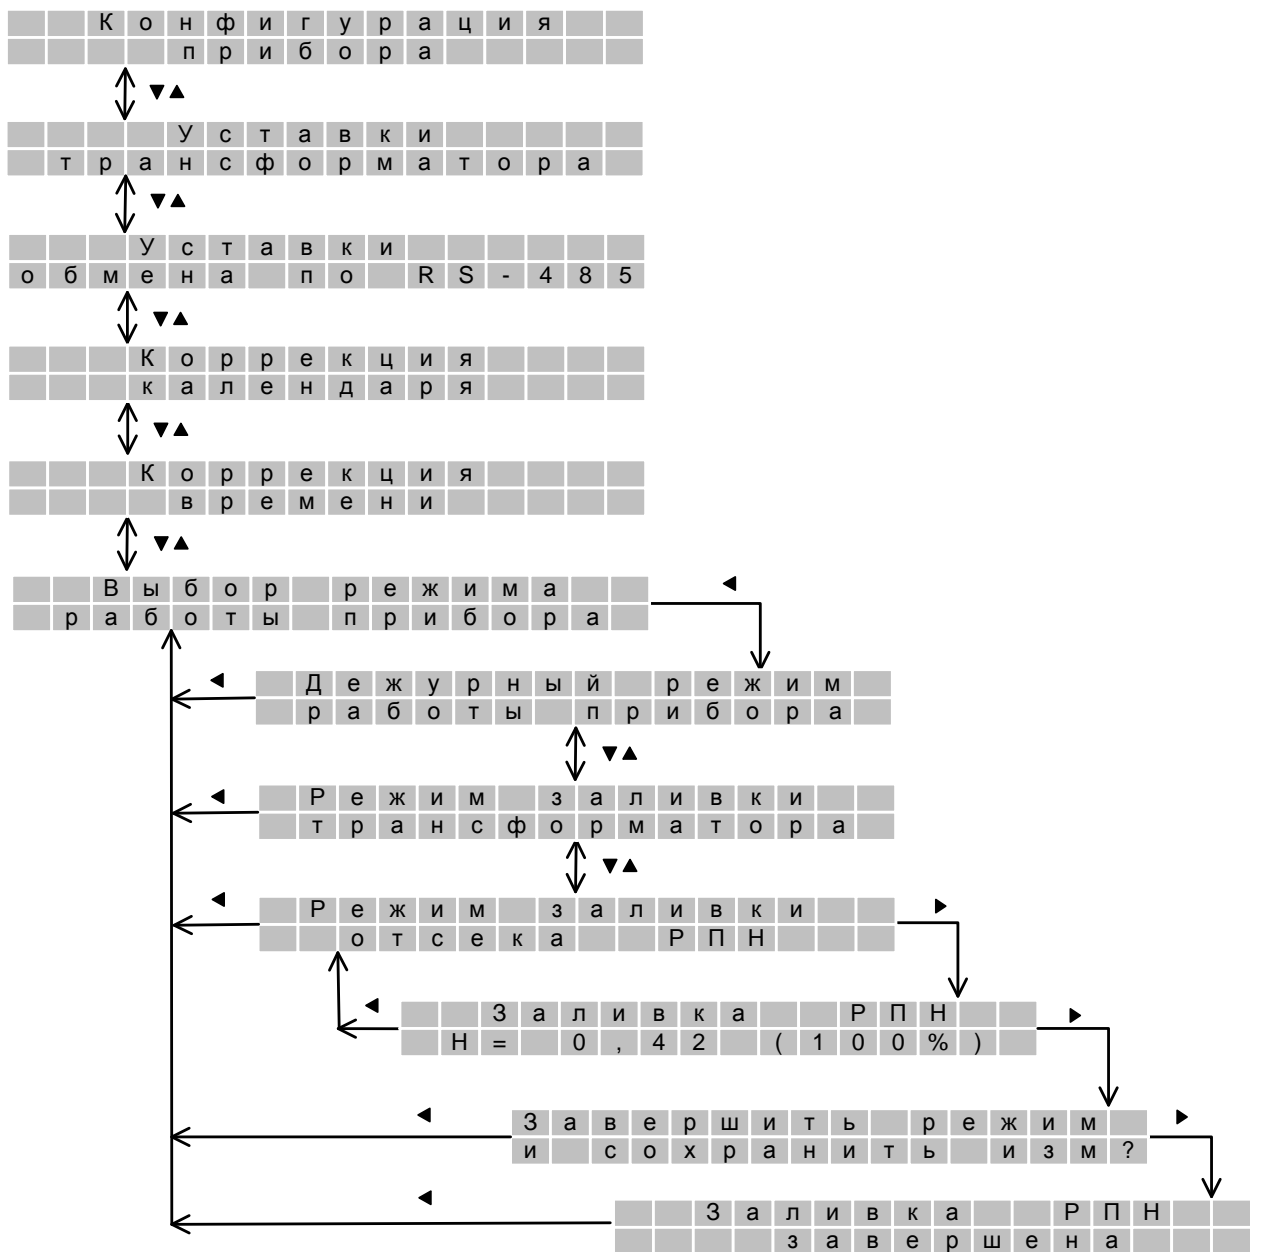 Конфигурация
прибора
▼▲
Уставки
трансформатора
▼▲
Уставки
обмена по RS-485
▼▲
Коррекция
календаря
▼▲
Коррекция
времени
▼▲
Выбор режима
работы прибора
◄
◄
Дежурный режим
работы прибора
▼▲
◄
Режим заливки
трансформатора
▼▲
◄
Режим заливки
отсека РПН
►
◄
Заливка РПН
Н= 0,42 (100%)
►
◄
Завершить режим
и сохранить изм?
►
◄
Заливка РПН
завершена